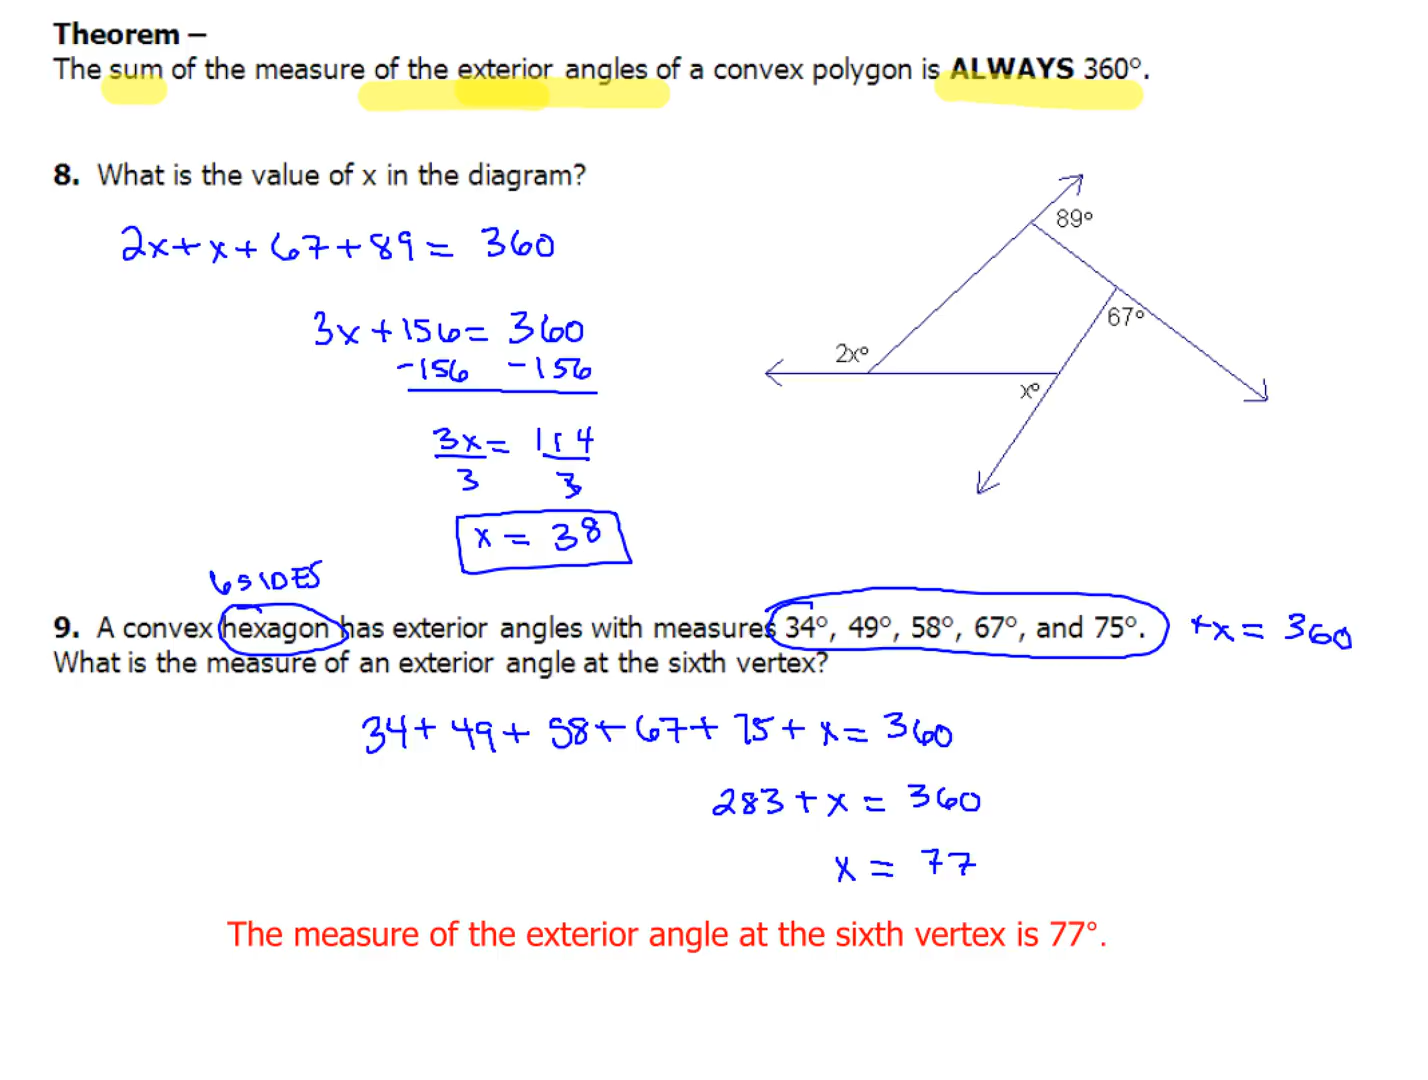 Theorem –
The sum of the measure of the exterior angles of a convex polygon is ALWAYS 360°.
8. What is the value of x in the diagram?
2x + x + 67 + 89 = 360
3x + 156 = 360
-156 -156
3x = 114
3 3
x = 38
89°
67°
2x°
x°
6 SIDES
9. A convex hexagon has exterior angles with measures 34°, 49°, 58°, 67°, and 75°. +x = 360
What is the measure of an exterior angle at the sixth vertex?
34 + 49 + 58 + 67 + 75 + x = 360
283 + x = 360
x = 77
The measure of the exterior angle at the sixth vertex is 77°.